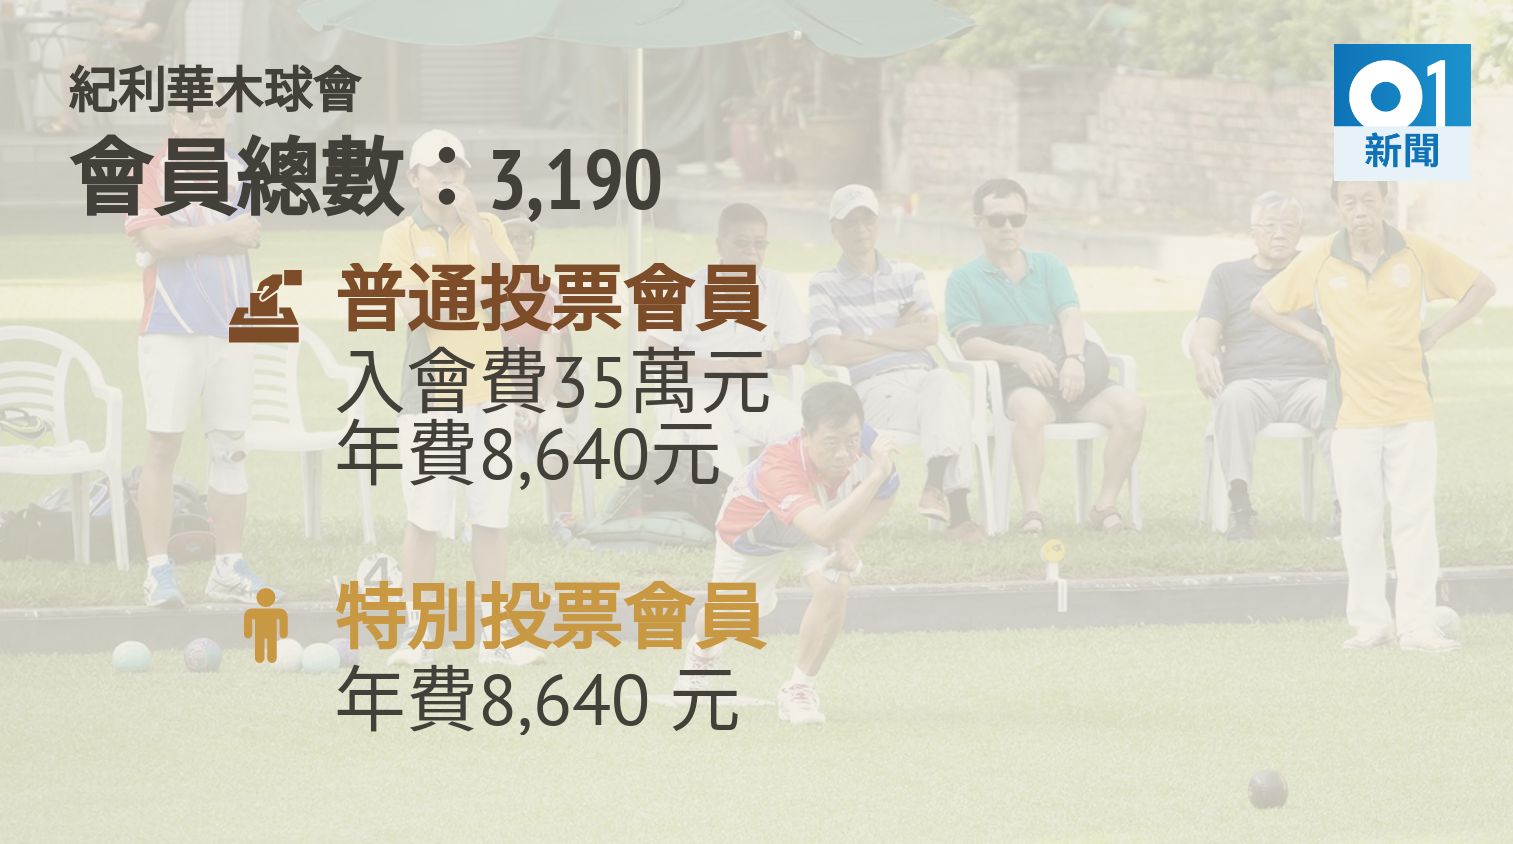 紀利華木球會
會員總數：3,190
01
新聞
普通投票會員
入會費35萬元
年費8,640元
4
特別投票會員
年費8,640 元